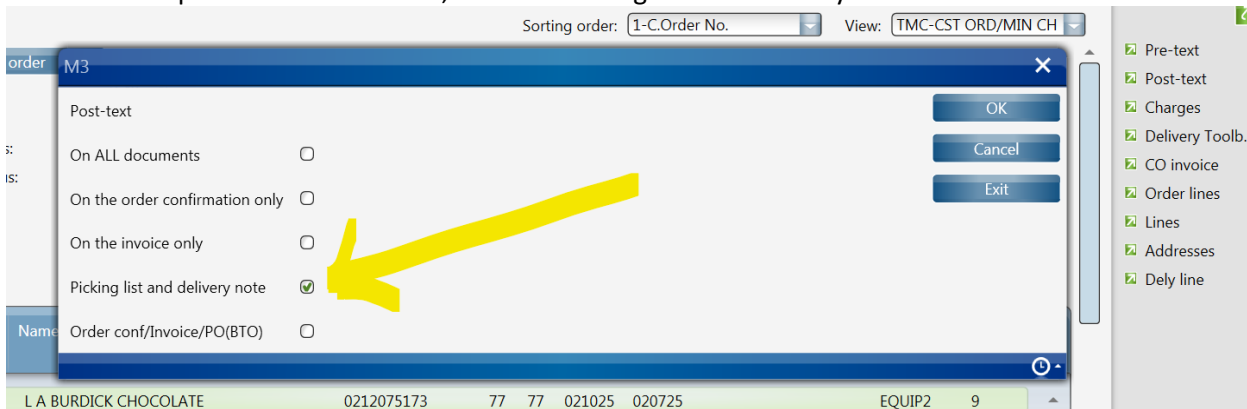 Sorting order: 1-C.Order No. View: TMC-CST ORD/MIN CH
order
M3
Post-text
OK
On ALL documents
Cancel
On the order confirmation only
Exit
On the invoice only
Picking list and delivery note
Name
Order conf/Invoice/PO(BTO)
L A BURDICK CHOCOLATE 0212075173 77 77 021025 020725 EQUIP2 9
Pre-text
Post-text
Charges
Delivery Toolb.
CO invoice
Order lines
Lines
Addresses
Dely line